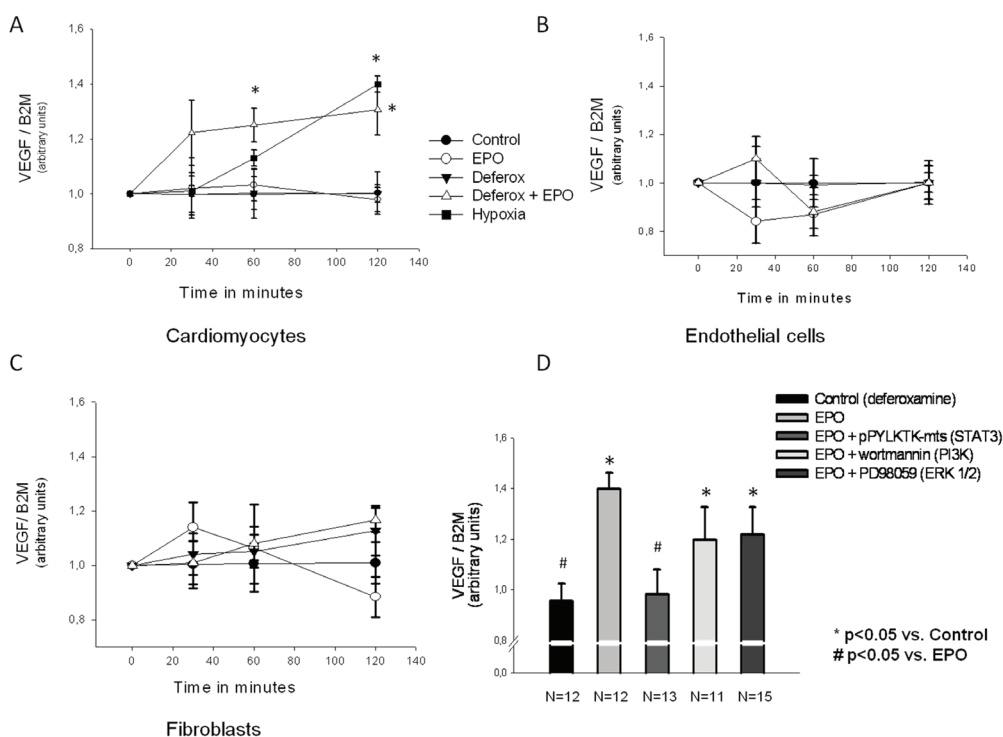 A
1,6
1,4
1,2
1,0
0,8
VEGF / B2M
(arbitrary units)
*
*
*
0 20 40 60 80 100 120 140
Time in minutes
Cardiomyocytes
Control
EPO
Deferox
Deferox + EPO
Hypoxia
B
1,6
1,4
1,2
1,0
0,8
VEGF / B2M
(arbitrary units)
0 20 40 60 80 100 120 140
Time in minutes
Endothelial cells
C
1,6
1,4
1,2
1,0
0,8
VEGF/ B2M
(arbitrary units)
0 20 40 60 80 100 120 140
Time in minutes
Fibroblasts
D
Control (deferoxamine)
EPO
EPO + pPYLKTK-mts (STAT3)
EPO + wortmannin (PI3K)
EPO + PD98059 (ERK 1/2)
1,6
1,4
1,2
1,0
0,8
0,0
VEGF / B2M
(arbitrary units)
# * # * *
N=12 N=12 N=13 N=11 N=15
* p<0.05 vs. Control
# p<0.05 vs. EPO